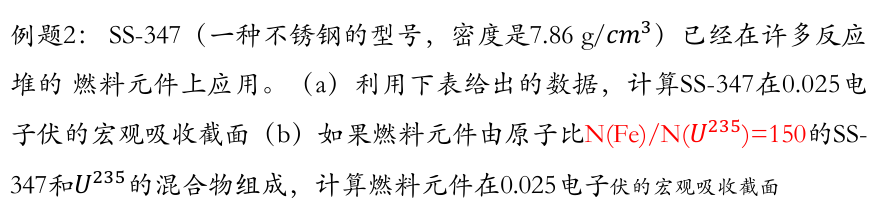 例题2： SS-347（一种不锈钢的型号，密度是7.86 g/cm³）已经在许多反应
堆的 燃料元件上应用。（a）利用下表给出的数据，计算SS-347在0.025电
子伏的宏观吸收截面（b）如果燃料元件由原子比N(Fe)/N(U²³⁵)=150的SS-
347和U²³⁵的混合物组成，计算燃料元件在0.025电子伏的宏观吸收截面